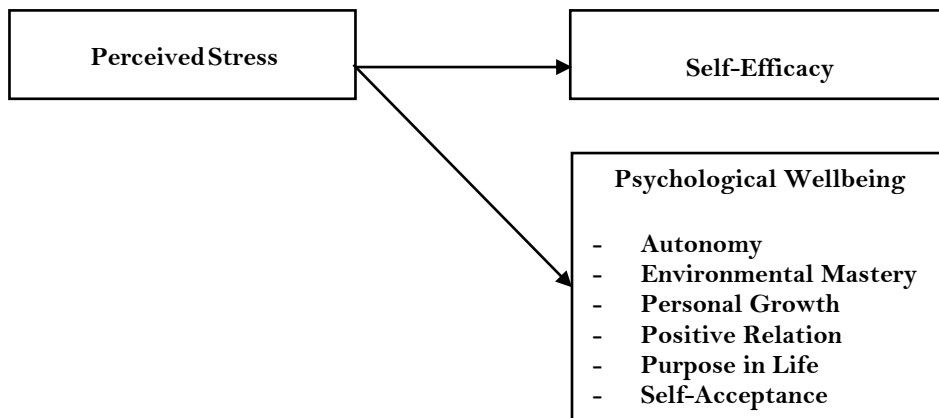 Perceived Stress
Self-Efficacy
Psychological Wellbeing
- Autonomy
- Environmental Mastery
- Personal Growth
- Positive Relation
- Purpose in Life
- Self-Acceptance